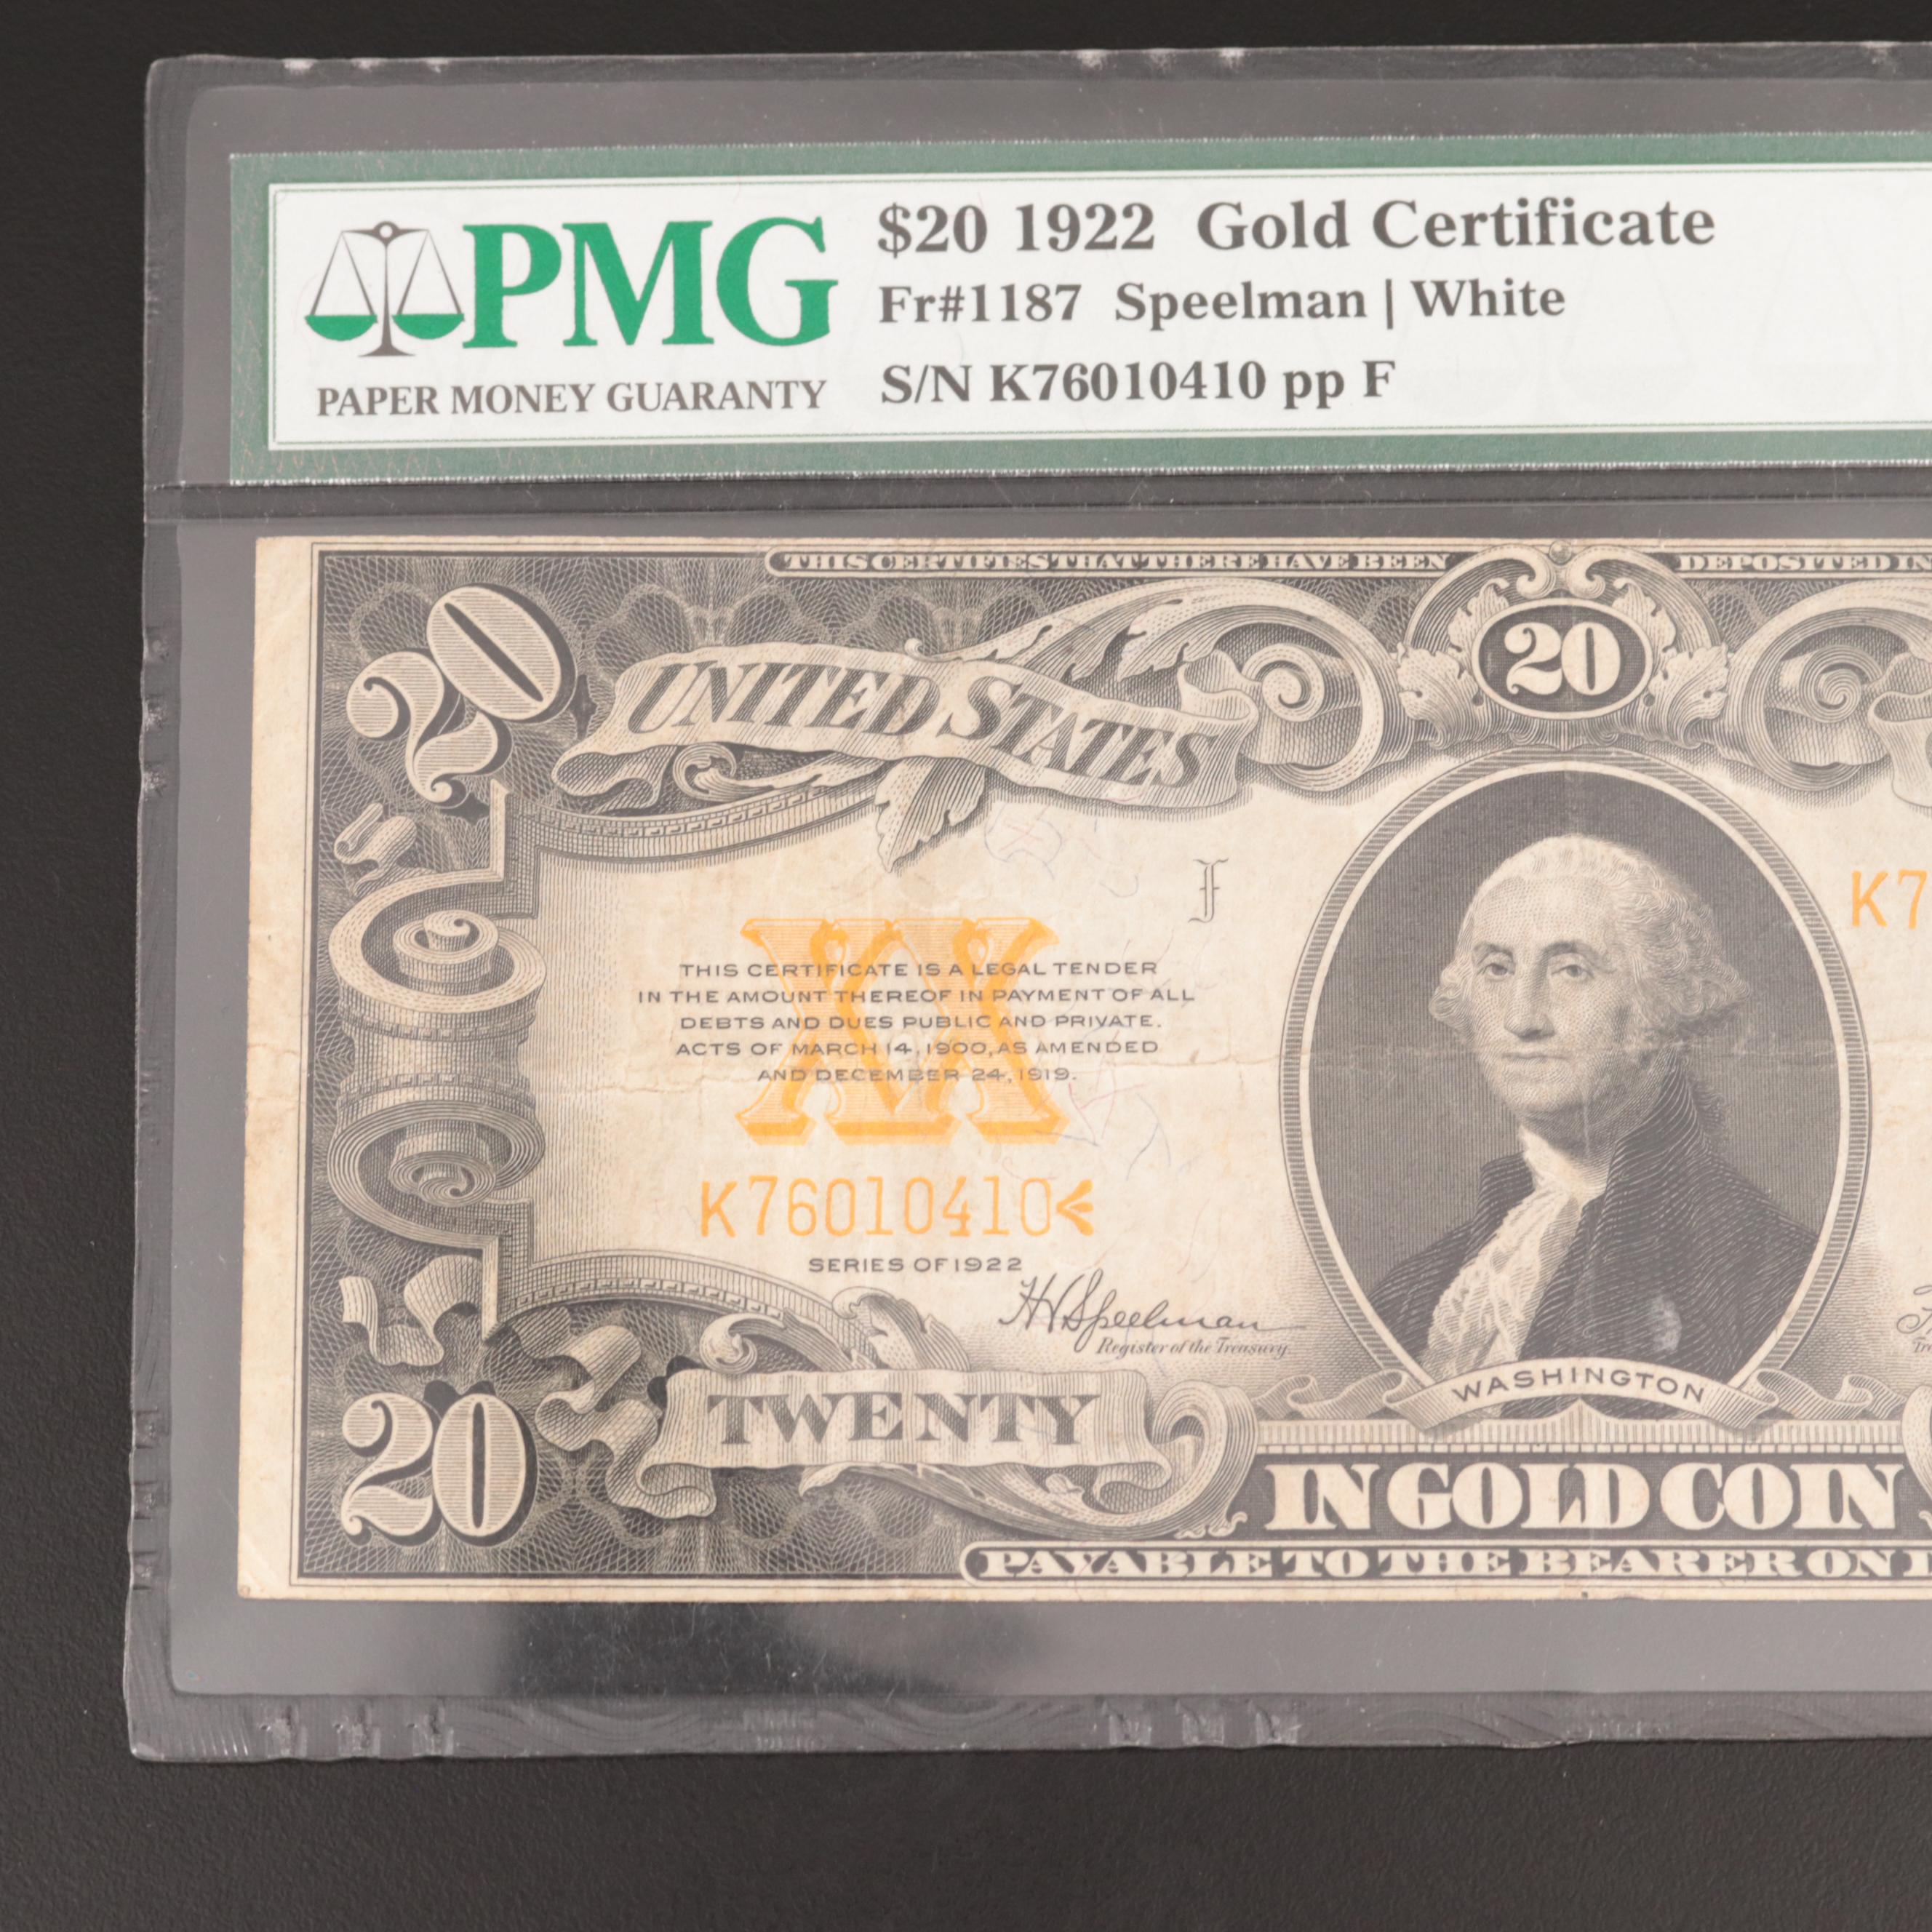 PMG
PAPER MONEY GUARANTY
$20 1922 Gold Certificate
Fr#1187 Speelman | White
S/N K76010410 pp F
THIS CERTIFIES THAT THERE HAVE BEEN
DEPOSITED IN
20
UNITED STATES
20
F
K7
XX
THIS CERTIFICATE IS A LEGAL TENDER
IN THE AMOUNT THEREOF IN PAYMENT OF ALL
DEBTS AND DUES PUBLIC AND PRIVATE.
ACTS OF MARCH 14, 1900, AS AMENDED
AND DECEMBER 24, 1919.
K76010410
SERIES OF 1922
H V Speelman
Register of the Treasury.
WASHINGTON
20
TWENTY
IN GOLD COIN
PAYABLE TO THE BEARER ON